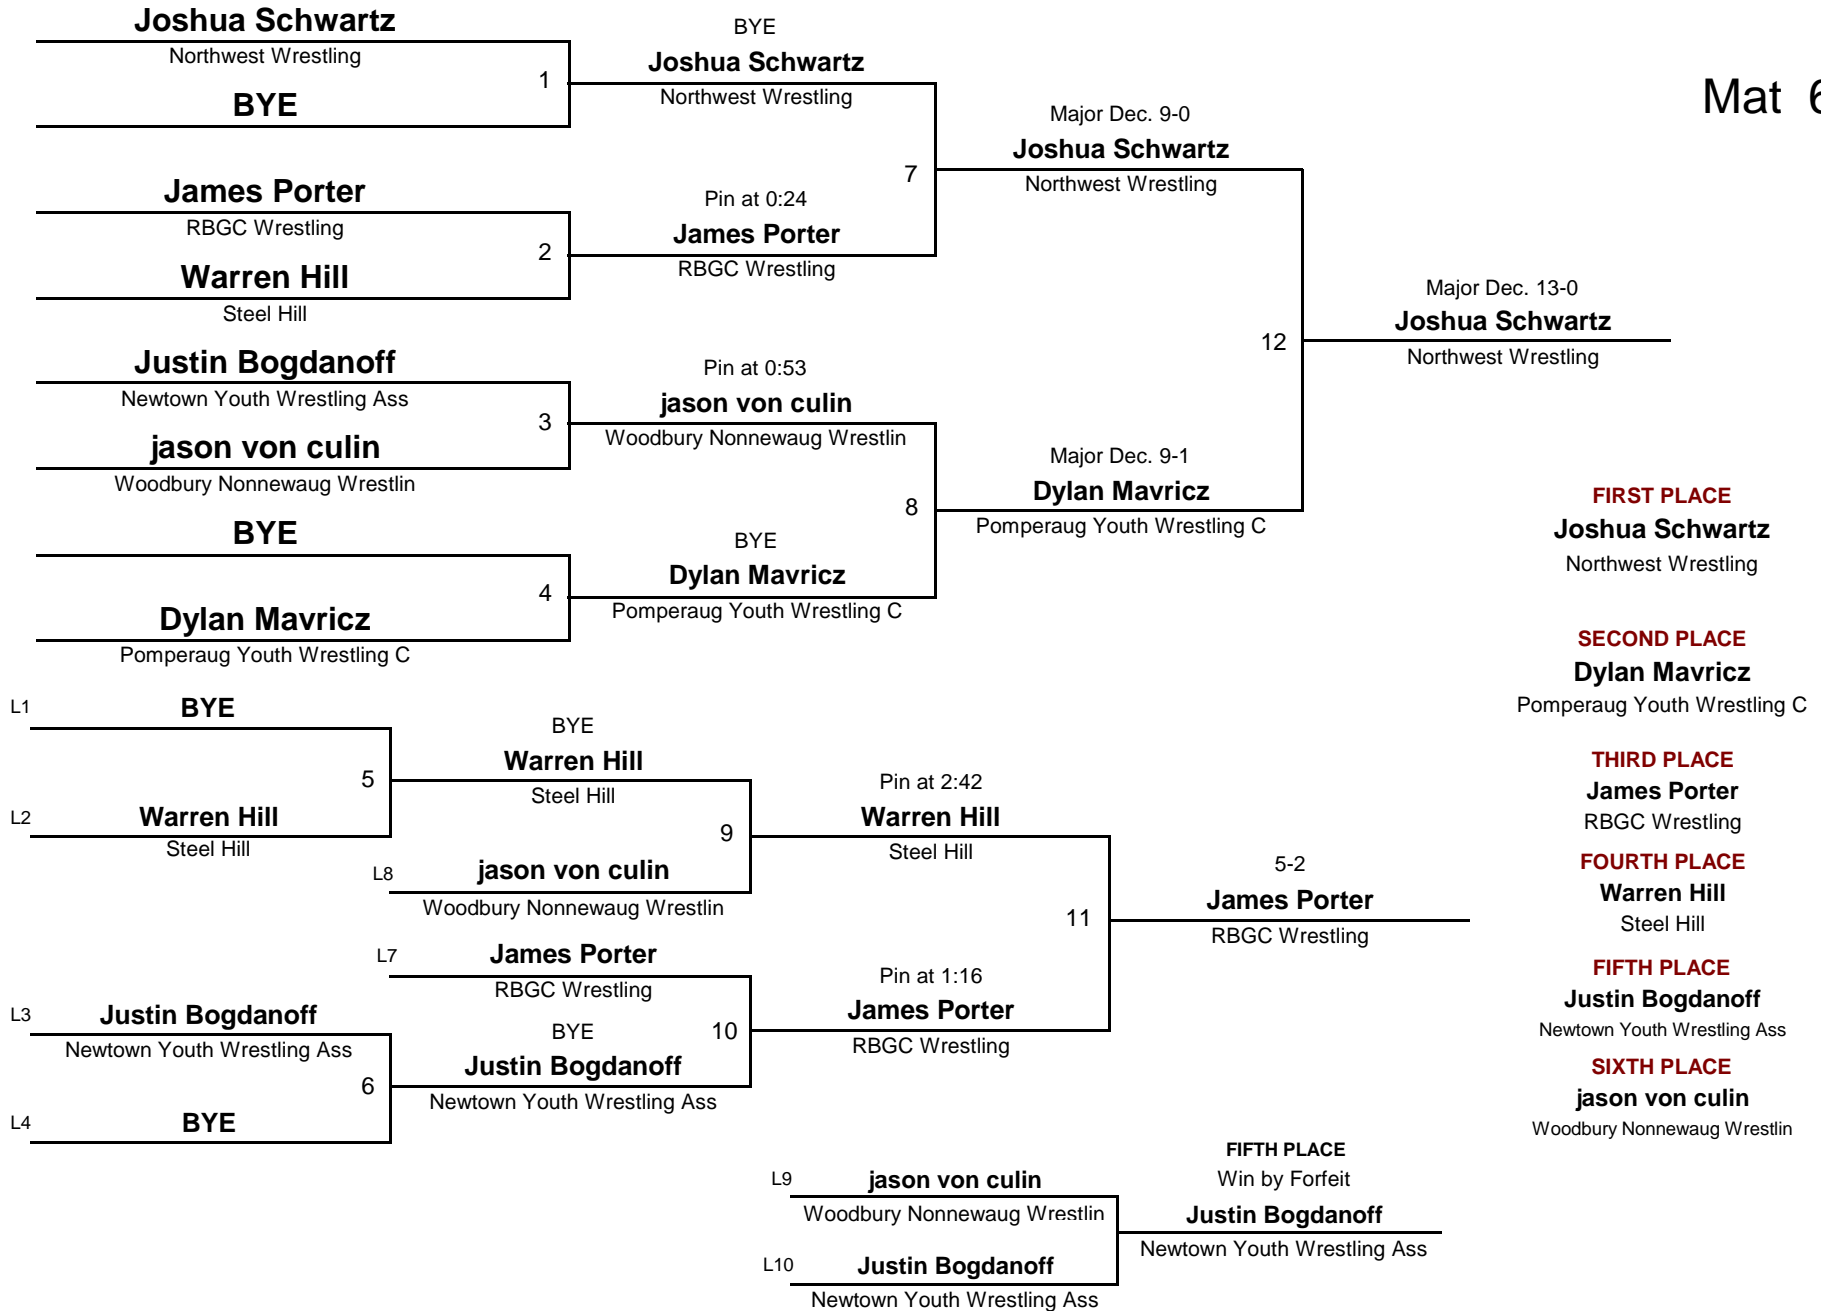 Joshua Schwartz
Northwest Wrestling
1
BYE
BYE
Joshua Schwartz
Northwest Wrestling
Mat 6
James Porter
RBGC Wrestling
2
Warren Hill
Steel Hill
Pin at 0:24
James Porter
RBGC Wrestling
7
Major Dec. 9-0
Joshua Schwartz
Northwest Wrestling
Justin Bogdanoff
Newtown Youth Wrestling Ass
3
jason von culin
Woodbury Nonnewaug Wrestlin
Pin at 0:53
jason von culin
Woodbury Nonnewaug Wrestlin
BYE
4
Dylan Mavricz
Pomperaug Youth Wrestling C
BYE
Dylan Mavricz
Pomperaug Youth Wrestling C
8
Major Dec. 9-1
Dylan Mavricz
Pomperaug Youth Wrestling C
12
Major Dec. 13-0
Joshua Schwartz
Northwest Wrestling
FIRST PLACE
Joshua Schwartz
Northwest Wrestling
SECOND PLACE
Dylan Mavricz
Pomperaug Youth Wrestling C
THIRD PLACE
James Porter
RBGC Wrestling
FOURTH PLACE
Warren Hill
Steel Hill
FIFTH PLACE
Justin Bogdanoff
Newtown Youth Wrestling Ass
SIXTH PLACE
jason von culin
Woodbury Nonnewaug Wrestlin
L1
BYE
5
L2
Warren Hill
Steel Hill
BYE
Warren Hill
Steel Hill
9
L8
jason von culin
Woodbury Nonnewaug Wrestlin
Pin at 2:42
Warren Hill
Steel Hill
L7
James Porter
RBGC Wrestling
L3
Justin Bogdanoff
Newtown Youth Wrestling Ass
6
L4
BYE
BYE
Justin Bogdanoff
Newtown Youth Wrestling Ass
10
Pin at 1:16
James Porter
RBGC Wrestling
11
5-2
James Porter
RBGC Wrestling
L9
jason von culin
Woodbury Nonnewaug Wrestlin
L10
Justin Bogdanoff
Newtown Youth Wrestling Ass
FIFTH PLACE
Win by Forfeit
Justin Bogdanoff
Newtown Youth Wrestling Ass